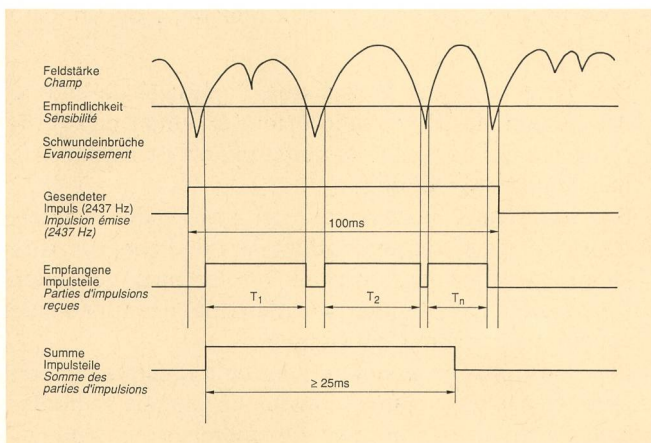 Feldstärke
Champ
Empfindlichkeit
Sensibilité
Schwundeinbrüche
Evanouissement
Gesendeter
Impuls (2437 Hz)
Impulsion émise
(2437 Hz)
100ms
Empfangene
Impulsteile
Parties d'impulsions
reçues
T1
T2
Tn
Summe
Impulsteile
Somme des
parties d'impulsions
≥ 25ms